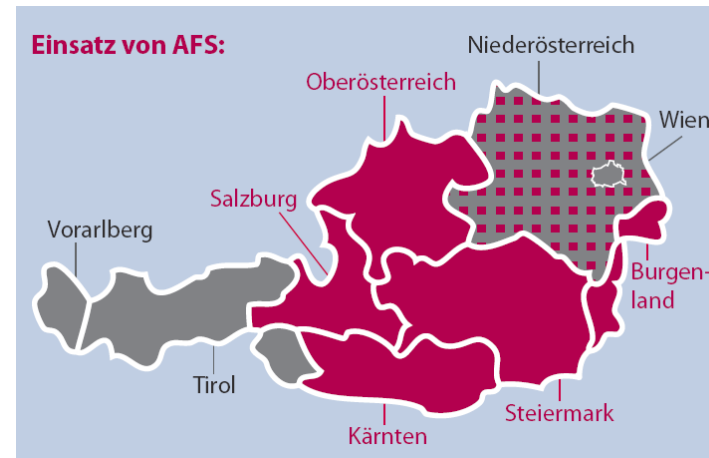 Einsatz von AFS:
Niederösterreich
Oberösterreich
Wien
Salzburg
Vorarlberg
Burgen-
land
Tirol
Steiermark
Kärnten